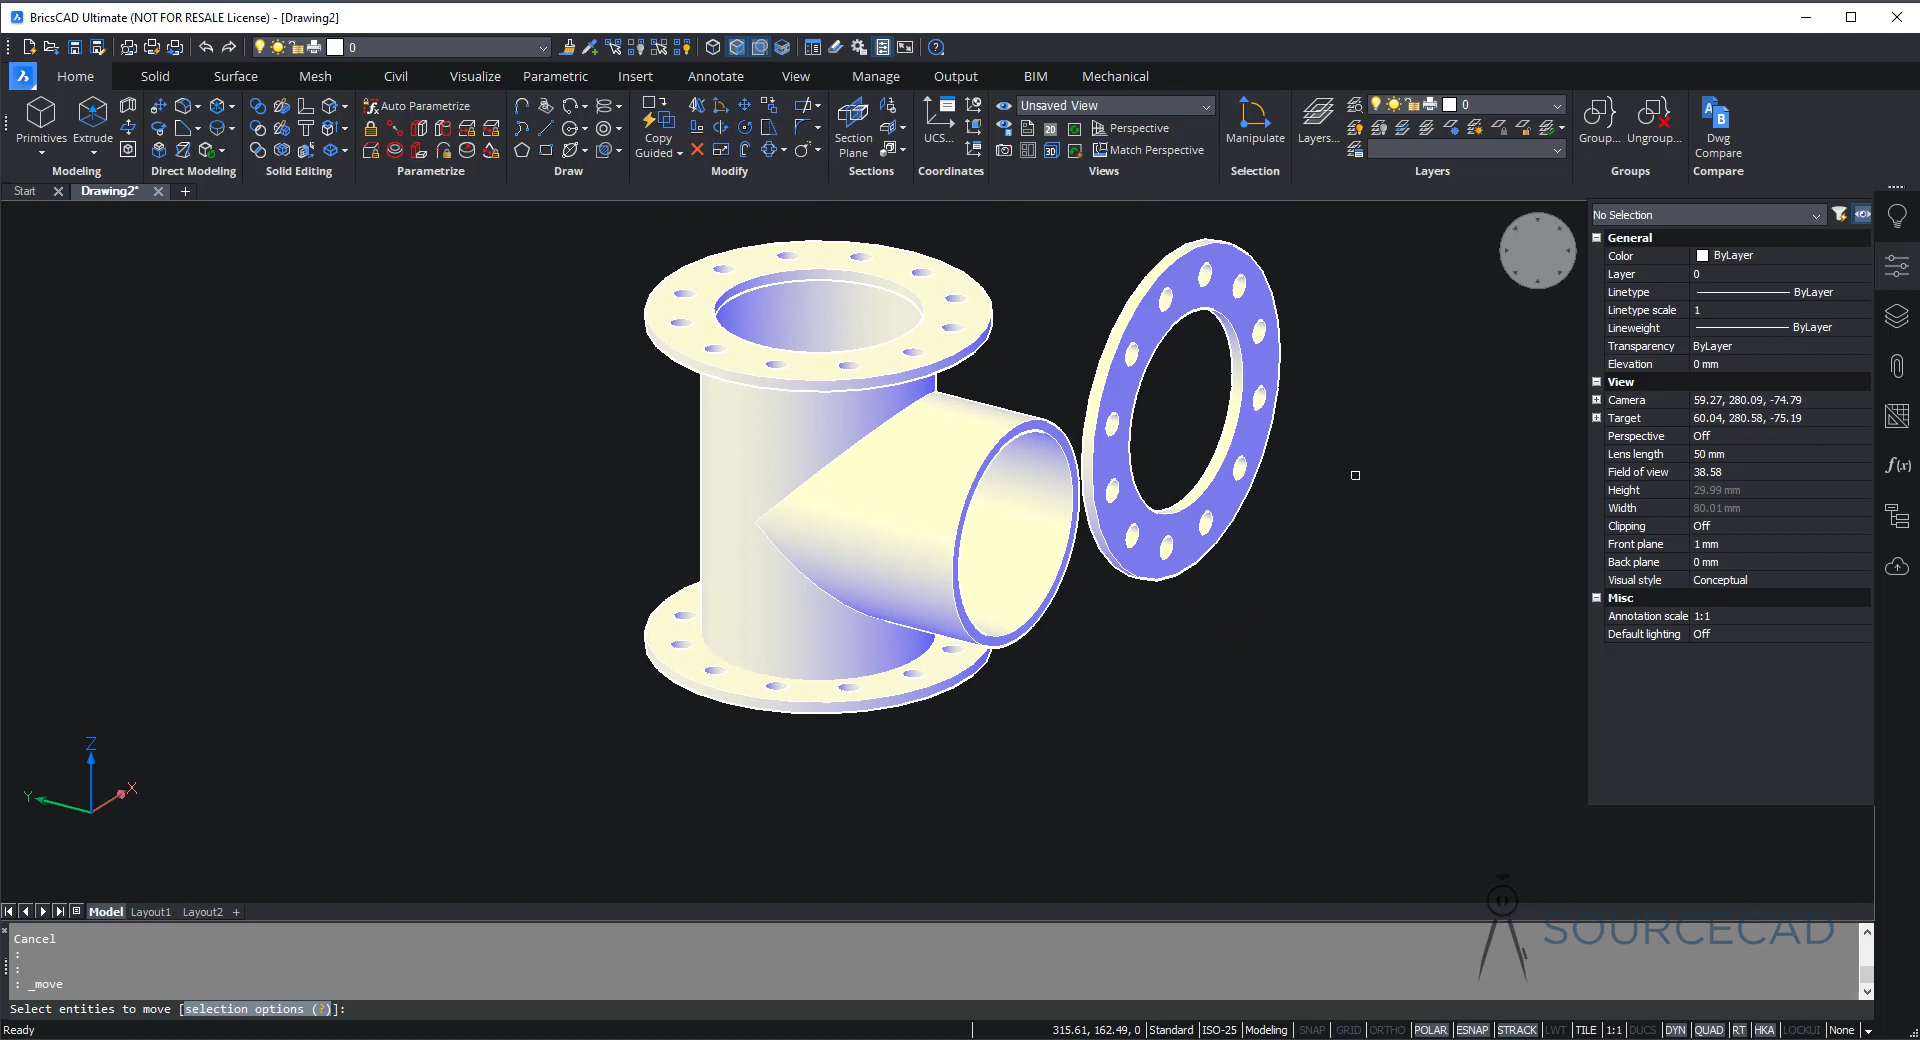 BricsCAD Ultimate (NOT FOR RESALE License) - [Drawing2]
0
Home Solid Surface Mesh Civil Visualize Parametric Insert Annotate View Manage Output BIM Mechanical
Primitives
Extrude
Modeling
Direct Modeling
Solid Editing
Auto Parametrize
Parametrize
Draw
Copy
Guided
Modify
Section
Plane
Sections
UCS...
Coordinates
Unsaved View
2D
Perspective
3D
Match Perspective
Views
Manipulate
Selection
Layers...
0
Layers
Group...
Ungroup...
Groups
A
B
Dwg
Compare
Compare
Start
Drawing2*
No Selection
General
Color ByLayer
Layer 0
Linetype ByLayer
Linetype scale 1
Lineweight ByLayer
Transparency ByLayer
Elevation 0 mm
View
Camera 59.27, 280.09, -74.79
Target 60.04, 280.58, -75.19
Perspective Off
Lens length 50 mm
Field of view 38.58
Height 29.99 mm
Width 80.01 mm
Clipping Off
Front plane 1 mm
Back plane 0 mm
Visual style Conceptual
Misc
Annotation scale 1:1
Default lighting Off
f(x)
Z
Y
X
Model Layout1 Layout2 +
SOURCECAD
Cancel
:
:
: _move
Select entities to move [selection options (?)]:
Ready
315.61, 162.49, 0 Standard ISO-25 Modeling SNAP GRID ORTHO POLAR ESNAP STRACK LWT TILE 1:1 DUCS DYN QUAD RT HKA LOCKUI None